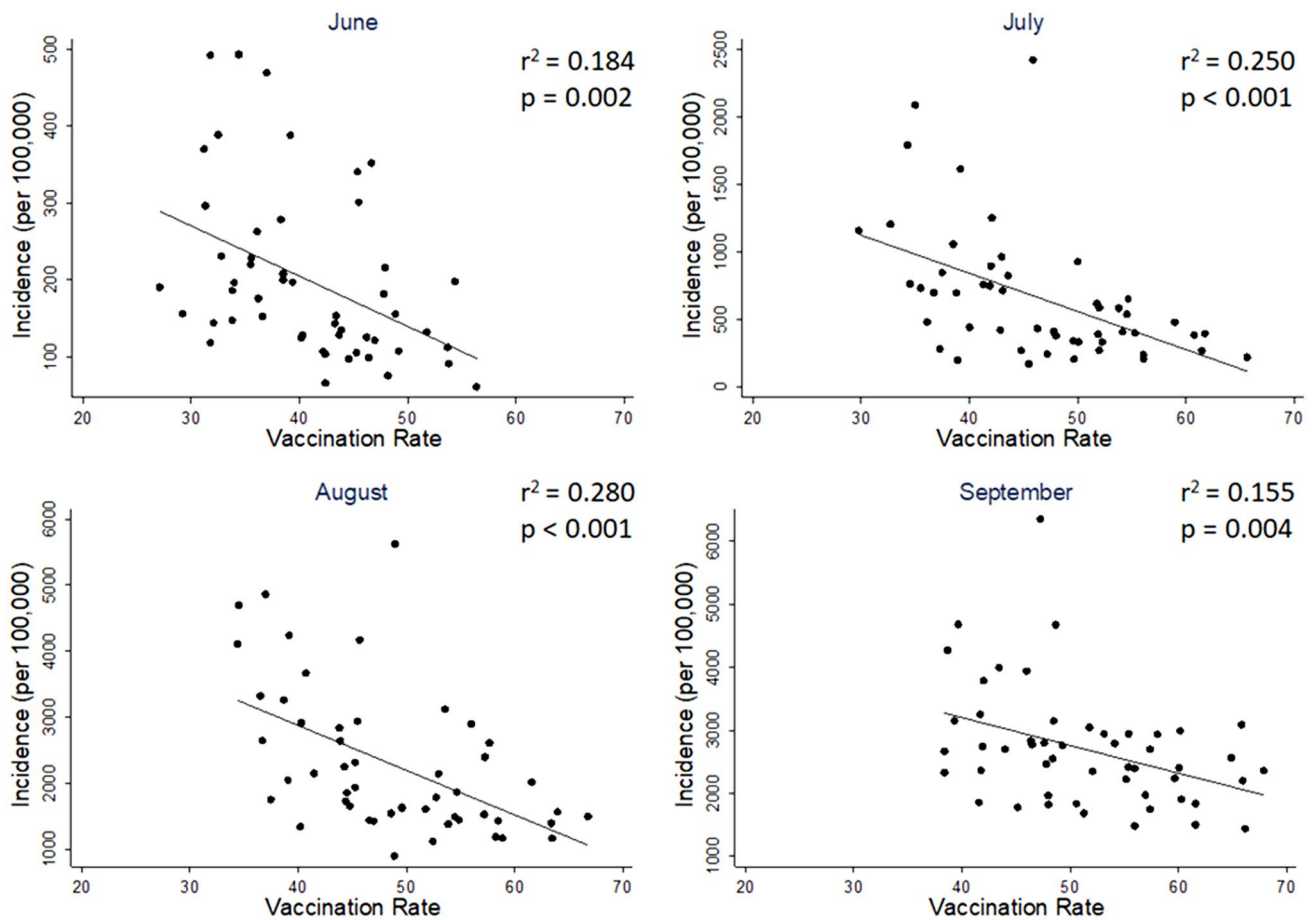 June
r² = 0.184
p = 0.002
Incidence (per 100,000)
500
400
300
200
100
20 30 40 50 60 70
Vaccination Rate
July
r² = 0.250
p < 0.001
Incidence (per 100,000)
2500
2000
1500
1000
500
0
20 30 40 50 60 70
Vaccination Rate
August
r² = 0.280
p < 0.001
Incidence (per 100,000)
6000
5000
4000
3000
2000
1000
20 30 40 50 60 70
Vaccination Rate
September
r² = 0.155
p = 0.004
Incidence (per 100,000)
6000
5000
4000
3000
2000
1000
20 30 40 50 60 70
Vaccination Rate